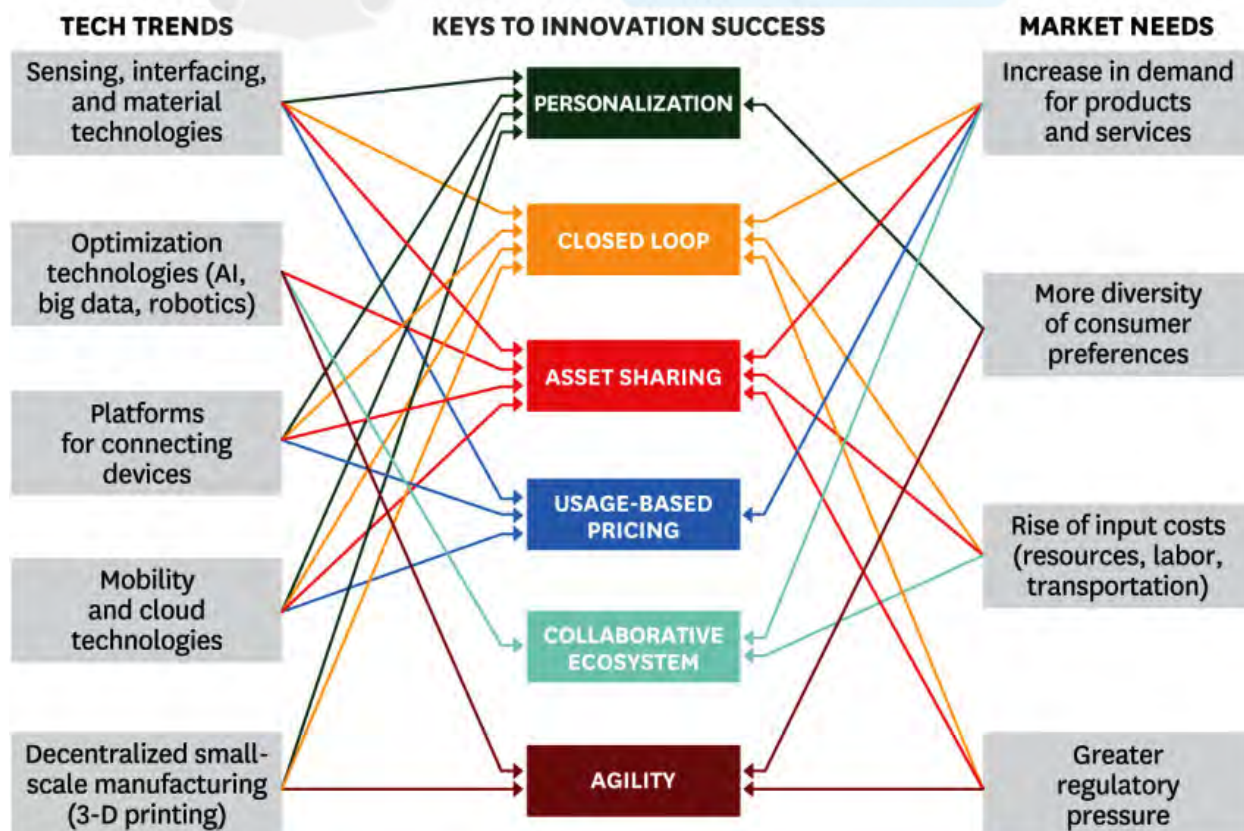 TECH TRENDS
KEYS TO INNOVATION SUCCESS
MARKET NEEDS
Sensing, interfacing,
and material
technologies
Optimization
technologies (AI,
big data, robotics)
Platforms
for connecting
devices
Mobility
and cloud
technologies
Decentralized small-
scale manufacturing
(3-D printing)
PERSONALIZATION
CLOSED LOOP
ASSET SHARING
USAGE-BASED
PRICING
COLLABORATIVE
ECOSYSTEM
AGILITY
Increase in demand
for products
and services
More diversity
of consumer
preferences
Rise of input costs
(resources, labor,
transportation)
Greater
regulatory
pressure